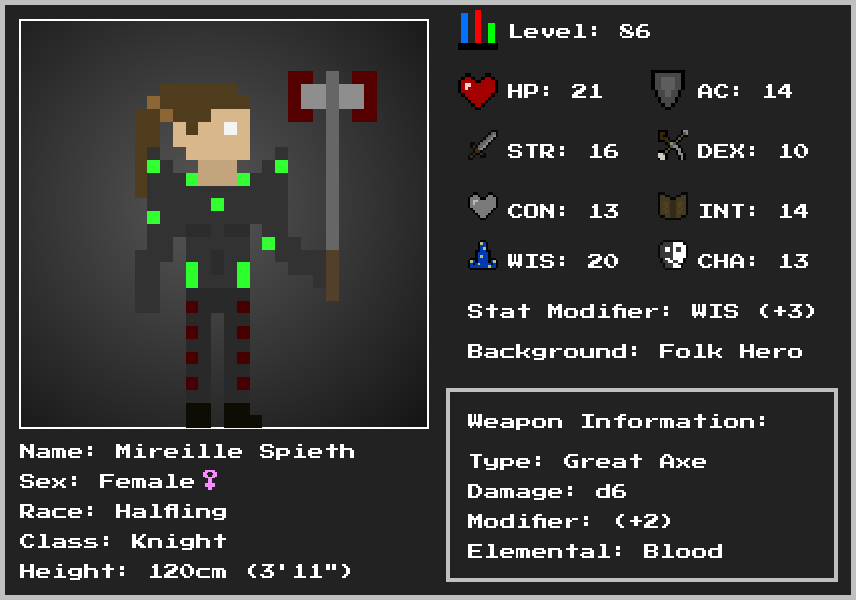 Level: 86
HP: 21 AC: 14
STR: 16 DEX: 10
CON: 13 INT: 14
WIS: 20 CHA: 13
Stat Modifier: WIS (+3)
Background: Folk Hero
Weapon Information:
Type: Great Axe
Damage: d6
Modifier: (+2)
Elemental: Blood
Name: Mireille Spieth
Sex: Female♀
Race: Halfling
Class: Knight
Height: 120cm (3'11")